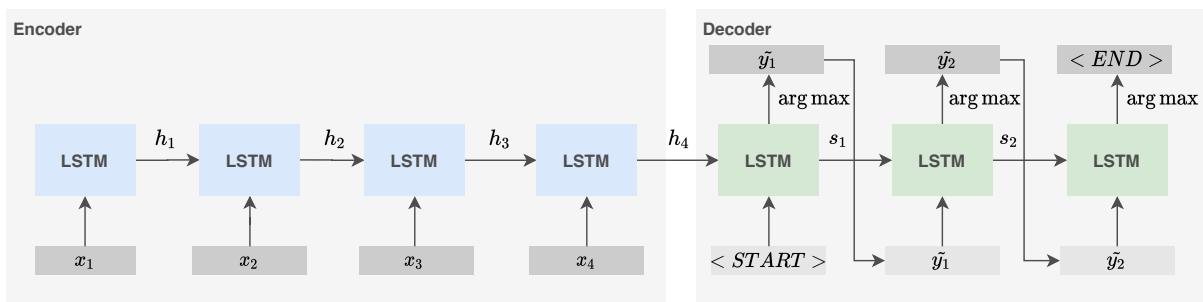 Encoder
Decoder
ỹ₁
ỹ₂
< END >
arg max
arg max
arg max
h₁
h₂
h₃
h₄
s₁
s₂
LSTM
LSTM
LSTM
LSTM
LSTM
LSTM
LSTM
x₁
x₂
x₃
x₄
< START >
ỹ₁
ỹ₂